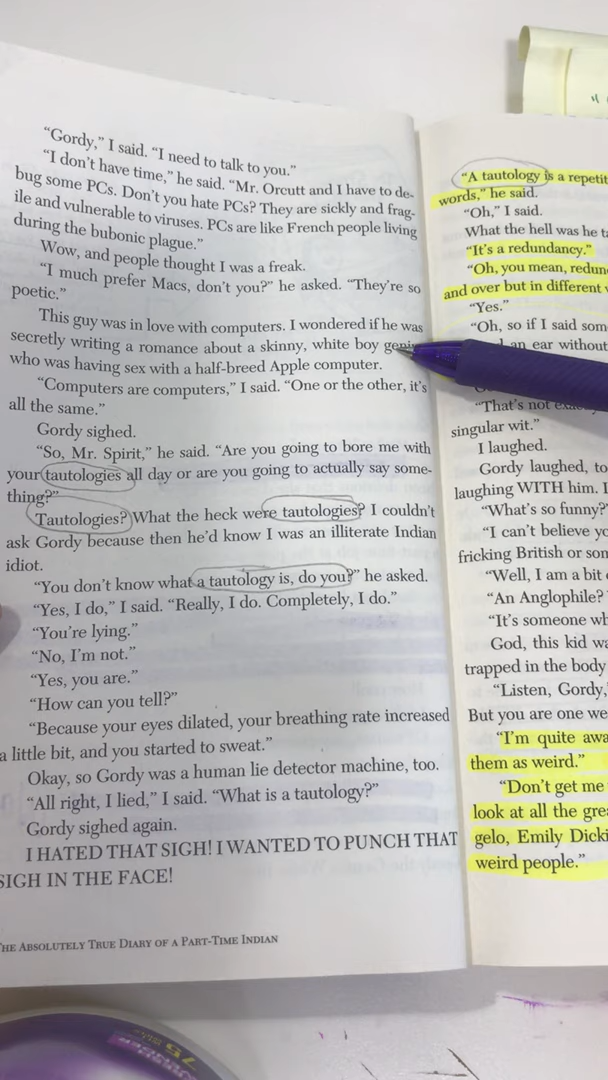 “Gordy,” I said. “I need to talk to you.”
“I don’t have time,” he said. “Mr. Orcutt and I have to de-
bug some PCs. Don’t you hate PCs? They are sickly and frag-
ile and vulnerable to viruses. PCs are like French people living
during the bubonic plague.”
Wow, and people thought I was a freak.
“I much prefer Macs, don’t you?” he asked. “They’re so
poetic.”
This guy was in love with computers. I wondered if he was
secretly writing a romance about a skinny, white boy
who was having sex with a half-breed Apple computer.
“Computers are computers,” I said. “One or the other, it’s
all the same.”
Gordy sighed.
“So, Mr. Spirit,” he said. “Are you going to bore me with
your tautologies all day or are you going to actually say some-
thing?”
Tautologies? What the heck were tautologies? I couldn’t
ask Gordy because then he’d know I was an illiterate Indian
idiot.
“You don’t know what a tautology is, do you?” he asked.
“Yes, I do,” I said. “Really, I do. Completely, I do.”
“You’re lying.”
“No, I’m not.”
“Yes, you are.”
“How can you tell?”
“Because your eyes dilated, your breathing rate increased
a little bit, and you started to sweat.”
Okay, so Gordy was a human lie detector machine, too.
“All right, I lied,” I said. “What is a tautology?”
Gordy sighed again.
I HATED THAT SIGH! I WANTED TO PUNCH THAT
SIGH IN THE FACE!
THE ABSOLUTELY TRUE DIARY OF A PART-TIME INDIAN
“A tautology is a repetit
words,” he said.
“Oh,” I said.
What the hell was he ta
“It’s a redundancy.”
“Oh, you mean, redun
and over but in different
“Yes.”
“Oh, so if I said som
an ear without
“That’s not
singular wit.”
I laughed.
Gordy laughed, to
laughing WITH him. I
“What’s so funny?”
“I can’t believe yo
fricking British or som
“Well, I am a bit
“An Anglophile?
“It’s someone wh
God, this kid wa
trapped in the body
“Listen, Gordy,
But you are one we
“I’m quite awa
them as weird.”
“Don’t get me
look at all the grea
gelo, Emily Dicki
weird people.”
75